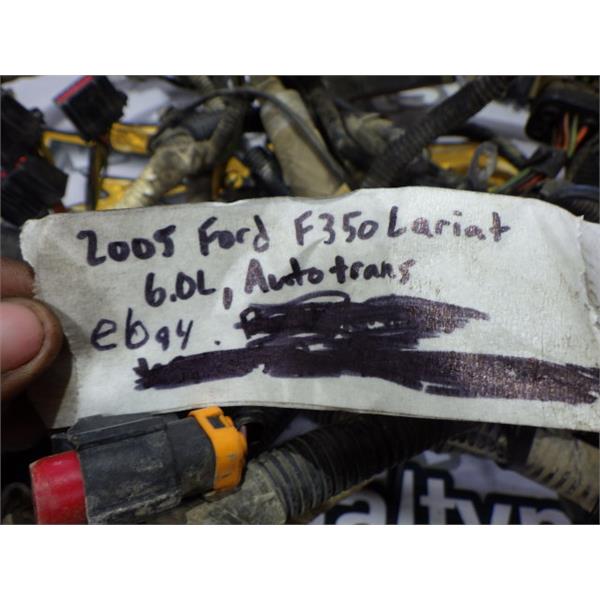 2005 Ford F350 Lariat
6.0L, Auto trans
ebay.